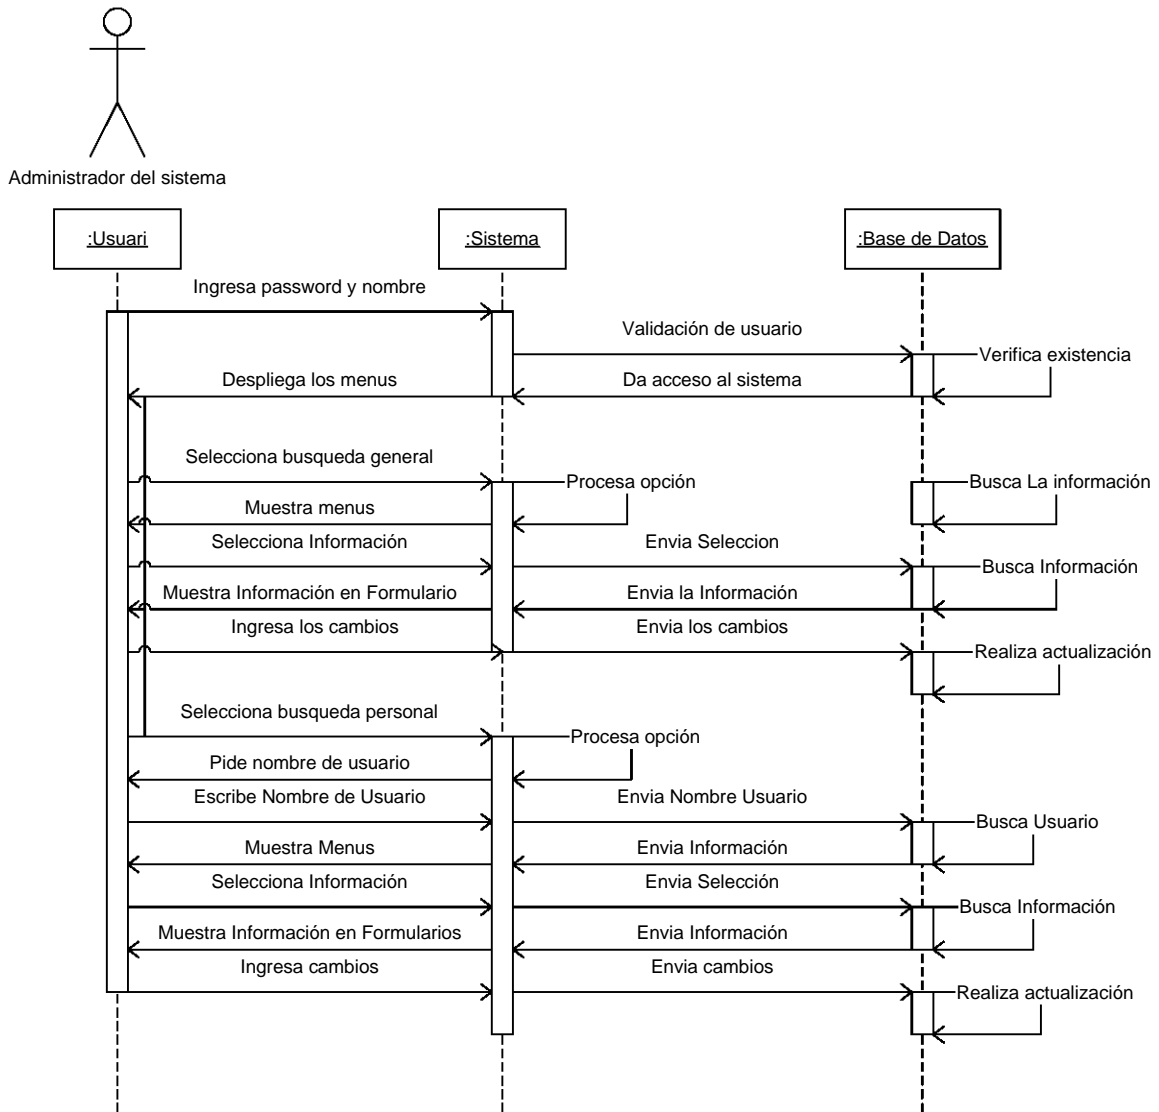 Administrador del sistema
:Usuari
:Sistema
:Base de Datos
Ingresa password y nombre
Validación de usuario
Verifica existencia
Despliega los menus
Da acceso al sistema
Selecciona busqueda general
Procesa opción
Busca La información
Muestra menus
Selecciona Información
Envia Seleccion
Busca Información
Muestra Información en Formulario
Envia la Información
Ingresa los cambios
Envia los cambios
Realiza actualización
Selecciona busqueda personal
Procesa opción
Pide nombre de usuario
Escribe Nombre de Usuario
Envia Nombre Usuario
Busca Usuario
Muestra Menus
Envia Información
Selecciona Información
Envia Selección
Busca Información
Muestra Información en Formularios
Envia Información
Ingresa cambios
Envia cambios
Realiza actualización